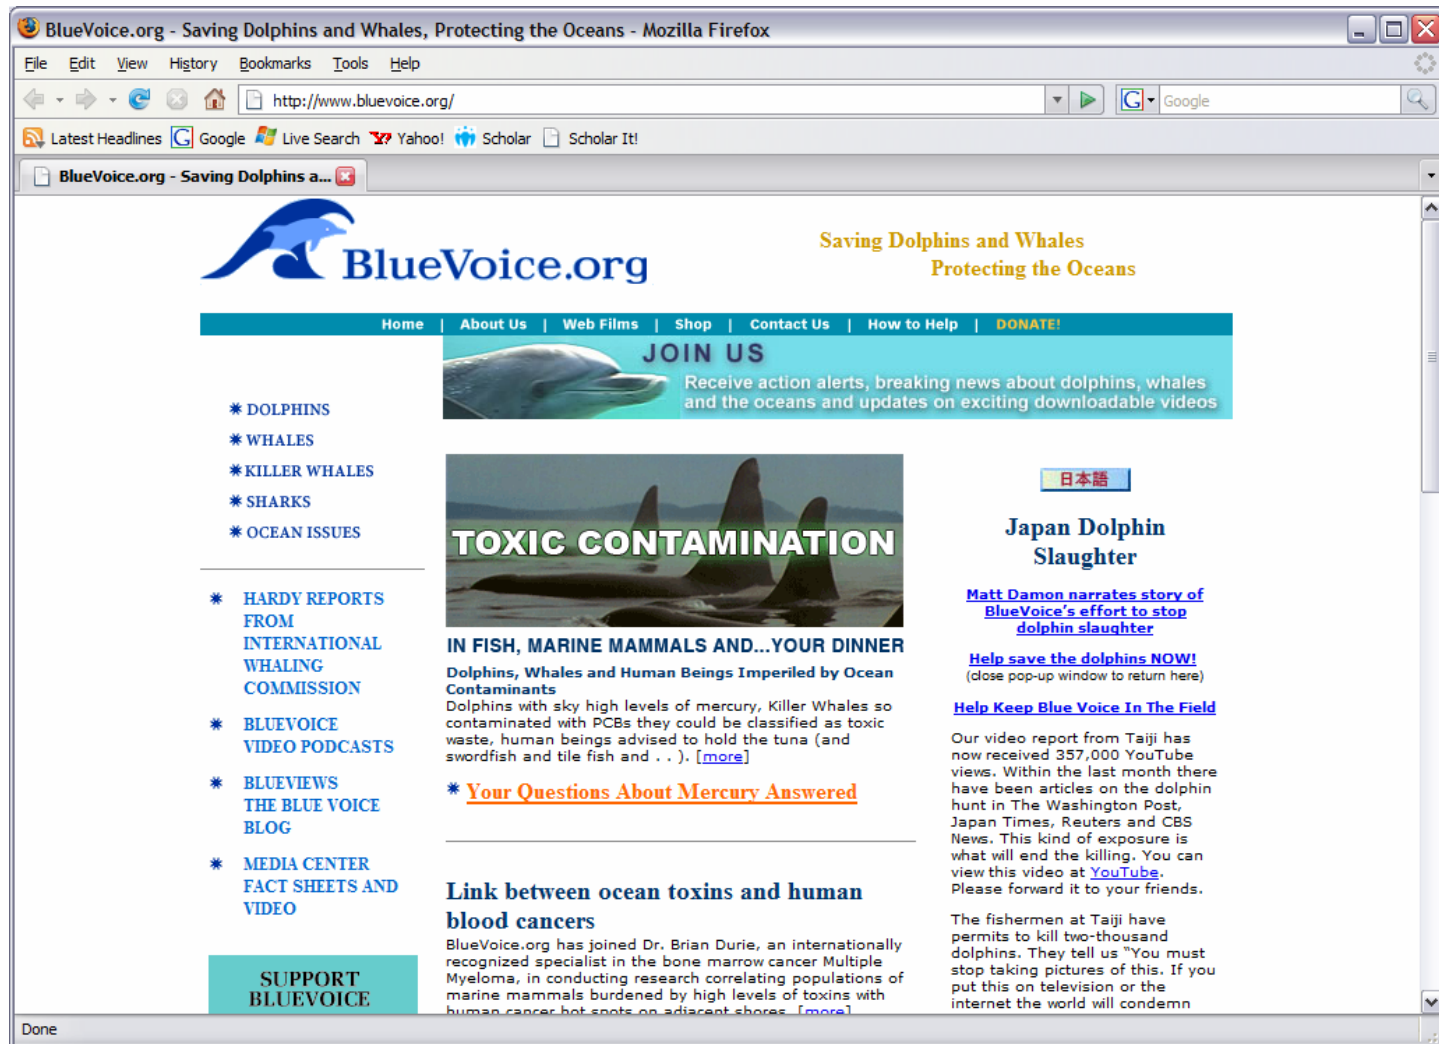 BlueVoice.org - Saving Dolphins and Whales, Protecting the Oceans - Mozilla Firefox
File Edit View History Bookmarks Tools Help
http://www.bluevoice.org/
G Google
Latest Headlines G Google Live Search Y? Yahoo! Scholar Scholar It!
BlueVoice.org - Saving Dolphins a...
BlueVoice.org
Saving Dolphins and Whales
Protecting the Oceans
Home | About Us | Web Films | Shop | Contact Us | How to Help | DONATE!
JOIN US
Receive action alerts, breaking news about dolphins, whales
and the oceans and updates on exciting downloadable videos
DOLPHINS
WHALES
KILLER WHALES
SHARKS
OCEAN ISSUES
HARDY REPORTS
FROM
INTERNATIONAL
WHALING
COMMISSION
BLUEVOICE
VIDEO PODCASTS
BLUEVIEWS
THE BLUE VOICE
BLOG
MEDIA CENTER
FACT SHEETS AND
VIDEO
SUPPORT
BLUEVOICE
TOXIC CONTAMINATION
IN FISH, MARINE MAMMALS AND...YOUR DINNER
Dolphins, Whales and Human Beings Imperiled by Ocean
Contaminants
Dolphins with sky high levels of mercury, Killer Whales so
contaminated with PCBs they could be classified as toxic
waste, human beings advised to hold the tuna (and
swordfish and tile fish and . . ). [more]
Your Questions About Mercury Answered
Link between ocean toxins and human
blood cancers
BlueVoice.org has joined Dr. Brian Durie, an internationally
recognized specialist in the bone marrow cancer Multiple
Myeloma, in conducting research correlating populations of
marine mammals burdened by high levels of toxins with
human cancer hot spots on adjacent shores. [more]
日本語
Japan Dolphin
Slaughter
Matt Damon narrates story of
BlueVoice's effort to stop
dolphin slaughter
Help save the dolphins NOW!
(close pop-up window to return here)
Help Keep Blue Voice In The Field
Our video report from Taiji has
now received 357,000 YouTube
views. Within the last month there
have been articles on the dolphin
hunt in The Washington Post,
Japan Times, Reuters and CBS
News. This kind of exposure is
what will end the killing. You can
view this video at YouTube.
Please forward it to your friends.
The fishermen at Taiji have
permits to kill two-thousand
dolphins. They tell us "You must
stop taking pictures of this. If you
put this on television or the
internet the world will condemn
Done